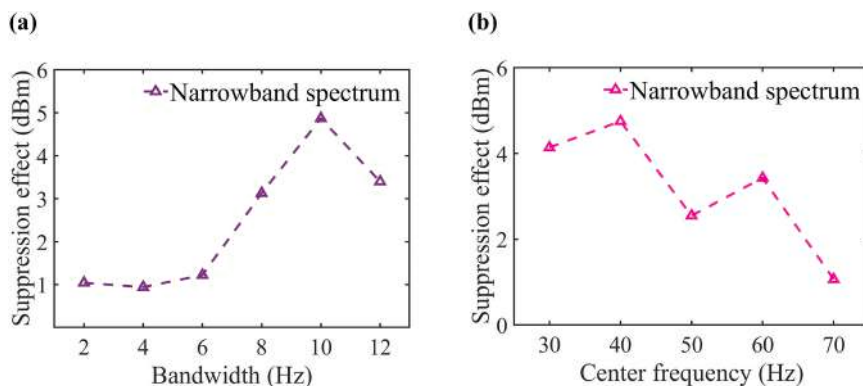 (a)
Suppression effect (dBm)
6
5
4
3
2
1
Narrowband spectrum
2 4 6 8 10 12
Bandwidth (Hz)
(b)
Suppression effect (dBm)
6
4
2
0
Narrowband spectrum
30 40 50 60 70
Center frequency (Hz)